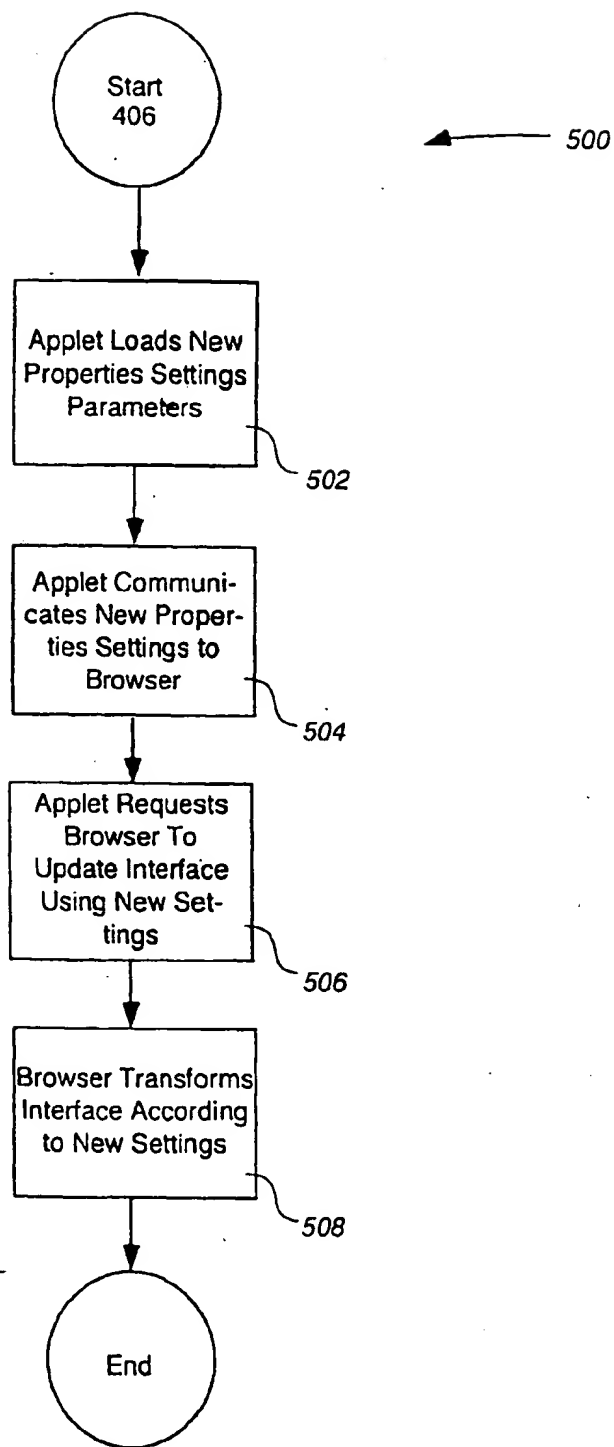 Start
406
500
Applet Loads New
Properties Settings
Parameters
502
Applet Communi-
cates New Proper-
ties Settings to
Browser
504
Applet Requests
Browser To
Update Interface
Using New Set-
tings
506
Browser Transforms
Interface According
to New Settings
508
End